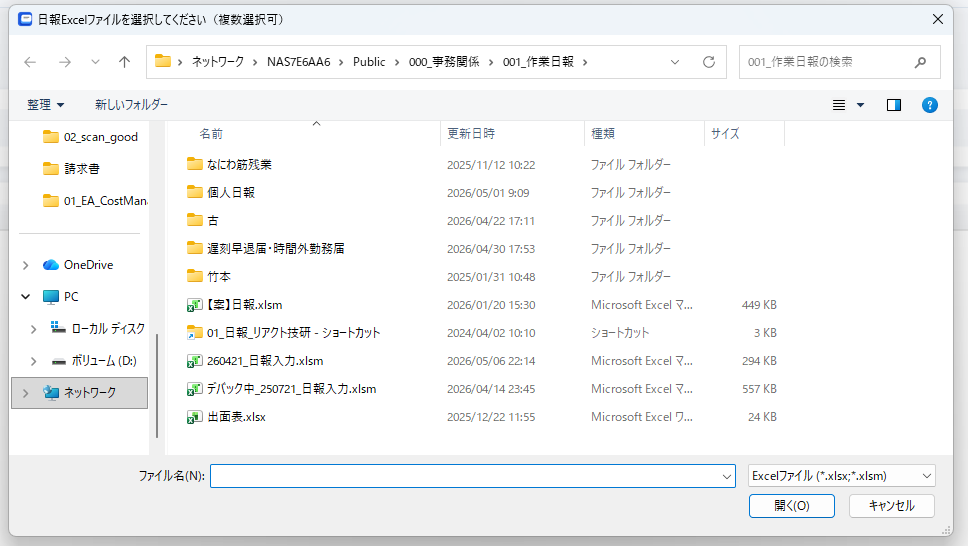 日報Excelファイルを選択してください（複数選択可）
ネットワーク > NAS7E6AA6 > Public > 000_事務関係 > 001_作業日報 >
001_作業日報の検索
整理 新しいフォルダー
02_scan_good
請求書
01_EA_CostMana
OneDrive
PC
ローカル ディスク
ボリューム (D:)
ネットワーク
名前 更新日時 種類 サイズ
なにわ筋残業 2025/11/12 10:22 ファイル フォルダー
個人日報 2026/05/01 9:09 ファイル フォルダー
古 2026/04/22 17:11 ファイル フォルダー
遅刻早退届・時間外勤務届 2026/04/30 17:53 ファイル フォルダー
竹本 2025/01/31 10:48 ファイル フォルダー
【案】日報.xlsm 2026/01/20 15:30 Microsoft Excel マ... 449 KB
01_日報_リアクト技研 - ショートカット 2024/04/02 10:10 ショートカット 3 KB
260421_日報入力.xlsm 2026/05/06 22:14 Microsoft Excel マ... 294 KB
デバック中_250721_日報入力.xlsm 2026/04/14 23:45 Microsoft Excel マ... 557 KB
出面表.xlsx 2025/12/22 11:55 Microsoft Excel ワ... 24 KB
ファイル名(N):
Excelファイル (*.xlsx;*.xlsm)
開く(O) キャンセル